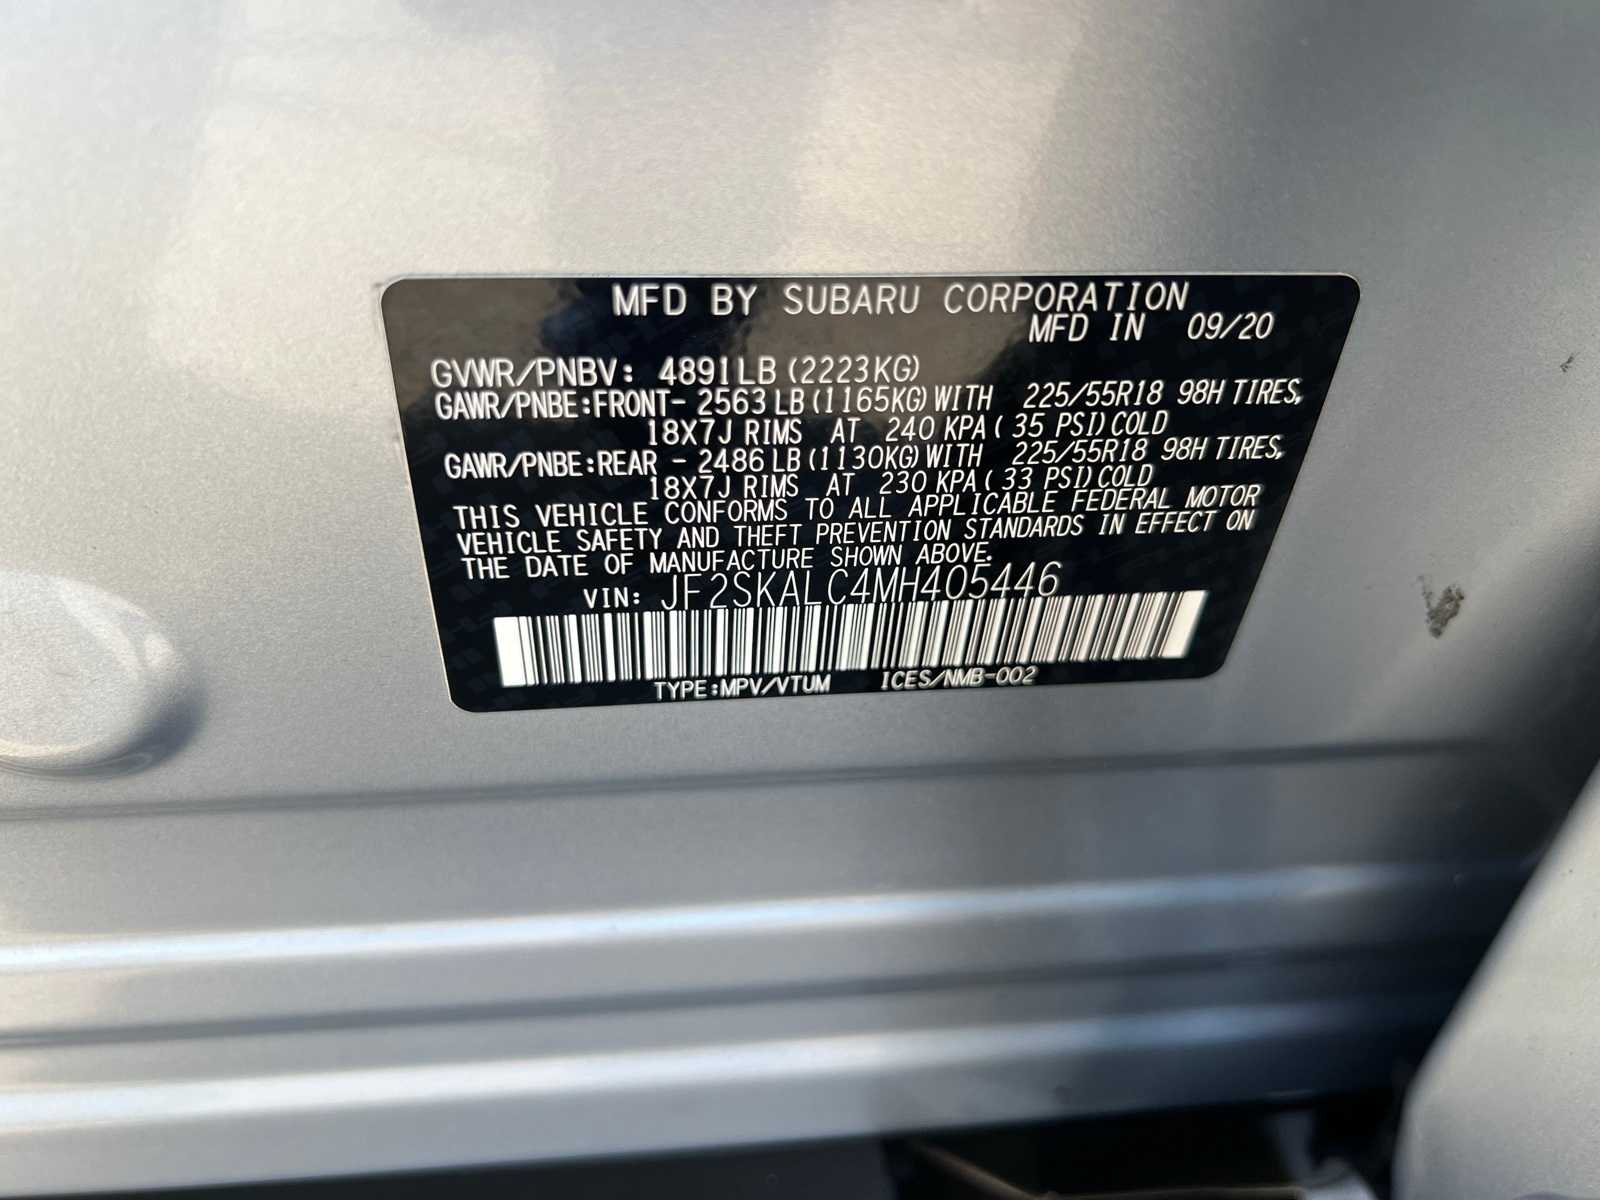 MFD BY SUBARU CORPORATION
MFD IN 09/20
GVWR/PNBV: 4891LB (2223KG)
GAWR/PNBE:FRONT- 2563 LB (1165KG) WITH 225/55R18 98H TIRES,
18X7J RIMS AT 240 KPA ( 35 PSI) COLD
GAWR/PNBE:REAR - 2486 LB (1130KG) WITH 225/55R18 98H TIRES,
18X7J RIMS AT 230 KPA ( 33 PSI) COLD
THIS VEHICLE CONFORMS TO ALL APPLICABLE FEDERAL MOTOR
VEHICLE SAFETY AND THEFT PREVENTION STANDARDS IN EFFECT ON
THE DATE OF MANUFACTURE SHOWN ABOVE.
VIN: JF2SKALC4MH405446
TYPE:MPV/VTUM ICES/NMB-002